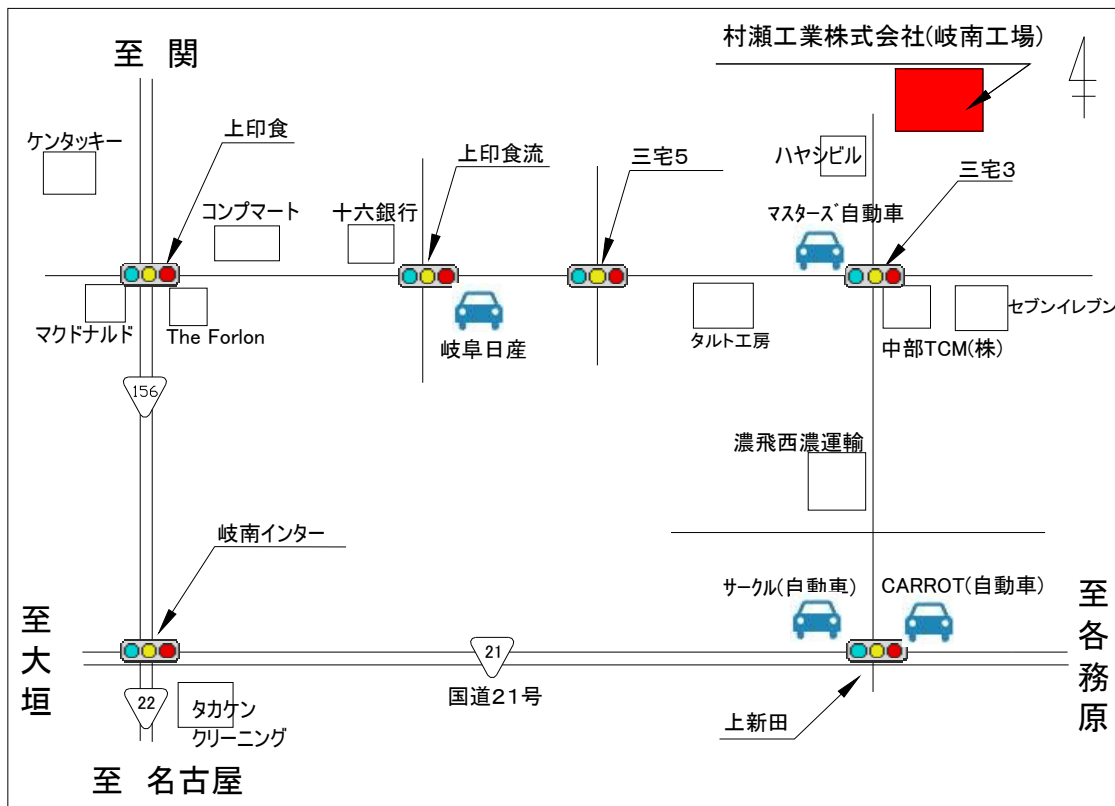 村瀬工業株式会社(岐南工場)
至 関
上印食
ケンタッキー
上印食流
三宅5
ハヤシビル
三宅3
コンプマート
十六銀行
マスターズ自動車
マクドナルド
The Forlon
岐阜日産
タルト工房
中部TCM(株)
セブンイレブン
156
濃飛西濃運輸
岐南インター
サークル(自動車)
CARROT(自動車)
至
大
垣
至
各
務
原
21
国道21号
22
タカケン
クリーニング
上新田
至 名古屋